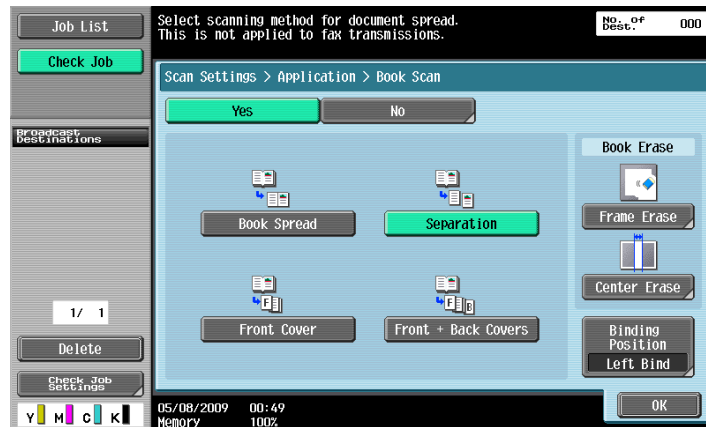 Job List
Check Job
Select scanning method for document spread.
This is not applied to fax transmissions.
No. of
Dest.
000
Scan Settings > Application > Book Scan
Yes
No
Broadcast
Destinations
Book Erase
Book Spread
Separation
Frame Erase
Center Erase
F
F B
Front Cover
Front + Back Covers
1/ 1
Delete
Check Job
Settings
Binding
Position
Left Bind
Y M C K
05/08/2009 00:49
Memory 100%
OK